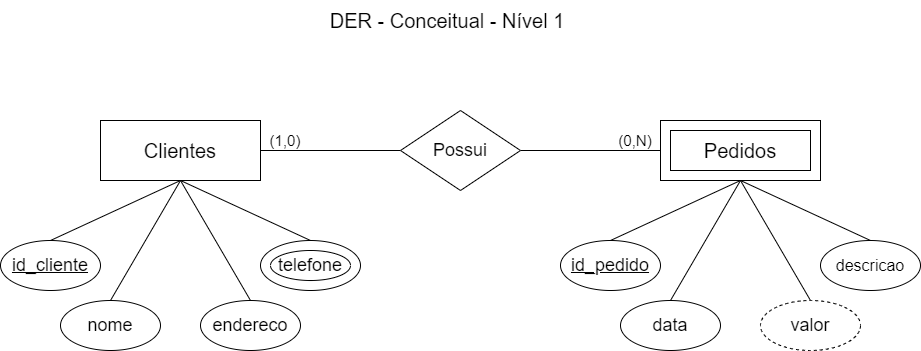 DER - Conceitual - Nível 1
Clientes
(1,0)
Possui
(0,N)
Pedidos
id_cliente
nome
endereco
telefone
id_pedido
data
valor
descricao